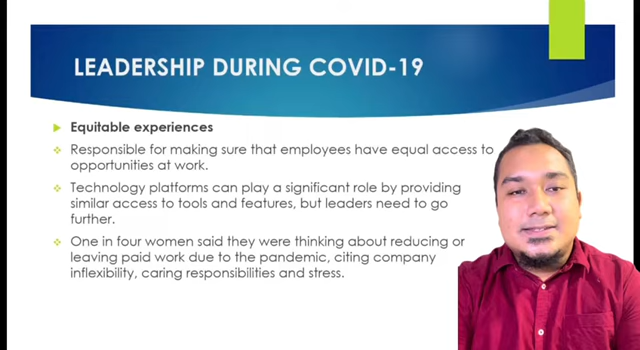 LEADERSHIP DURING COVID-19
Equitable experiences
Responsible for making sure that employees have equal access to
opportunities at work.
Technology platforms can play a significant role by providing
similar access to tools and features, but leaders need to go
further.
One in four women said they were thinking about reducing or
leaving paid work due to the pandemic, citing company
inflexibility, caring responsibilities and stress.